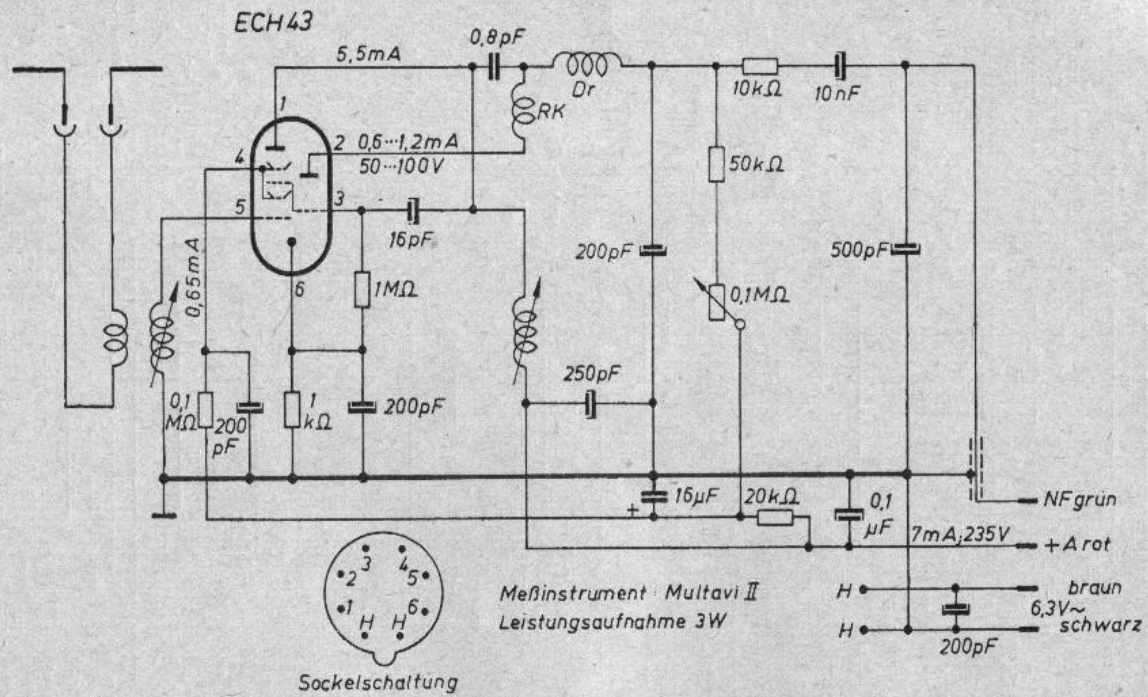 ECH43
5,5mA
0,8pF
Dr
10kΩ
10nF
1
RK
2
0,6···1,2mA
50···100V
4
50kΩ
3
5
16pF
200pF
500pF
0,65mA
6
1MΩ
0,1MΩ
250pF
0,1
MΩ
200
pF
1
kΩ
200pF
+
16µF
20kΩ
0,1
µF
NF grün
7mA;235V
+A rot
3
4
2
5
1
6
H
H
Meßinstrument Multavi II
Leistungsaufnahme 3W
H
braun
6,3V~
H
schwarz
200pF
Sockelschaltung